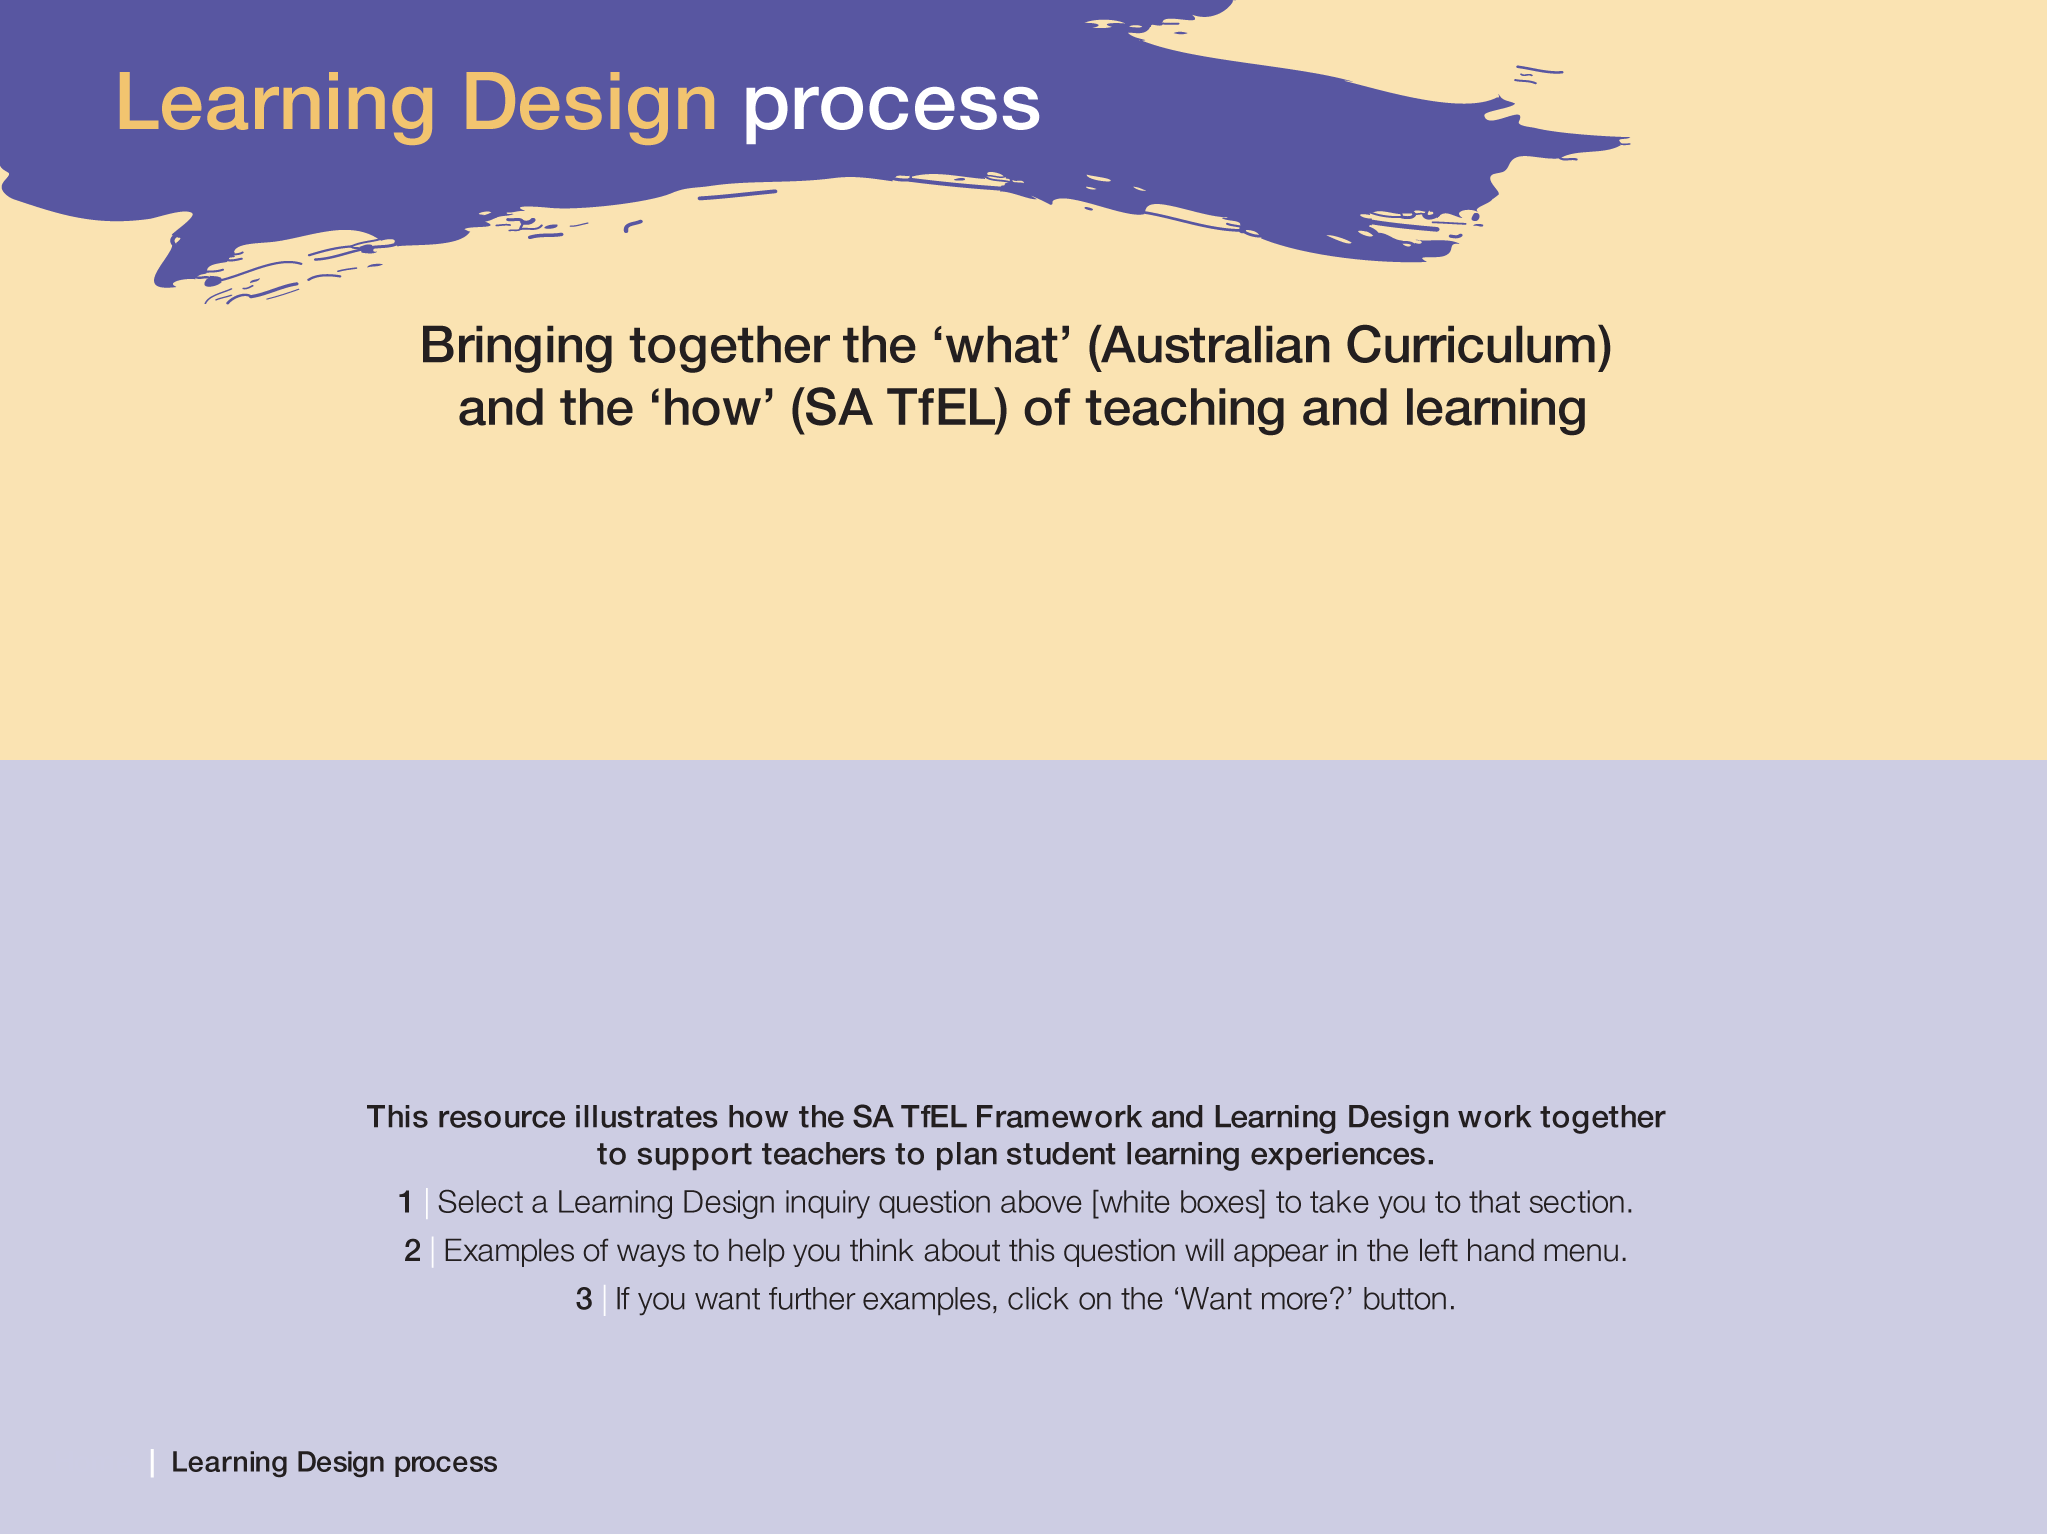 Learning Design process
Bringing together the ‘what’ (Australian Curriculum)
and the ‘how’ (SA TfEL) of teaching and learning
This resource illustrates how the SA TfEL Framework and Learning Design work together
to support teachers to plan student learning experiences.
1 | Select a Learning Design inquiry question above [white boxes] to take you to that section.
2 | Examples of ways to help you think about this question will appear in the left hand menu.
3 | If you want further examples, click on the ‘Want more?’ button.
| Learning Design process